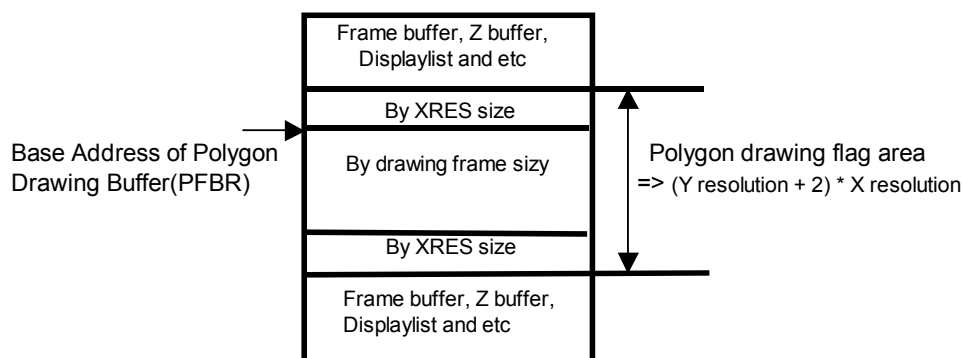 Frame buffer, Z buffer,
Displaylist and etc
By XRES size
Base Address of Polygon
Drawing Buffer(PFBR)
By drawing frame sizy
Polygon drawing flag area
=> (Y resolution + 2) * X resolution
By XRES size
Frame buffer, Z buffer,
Displaylist and etc